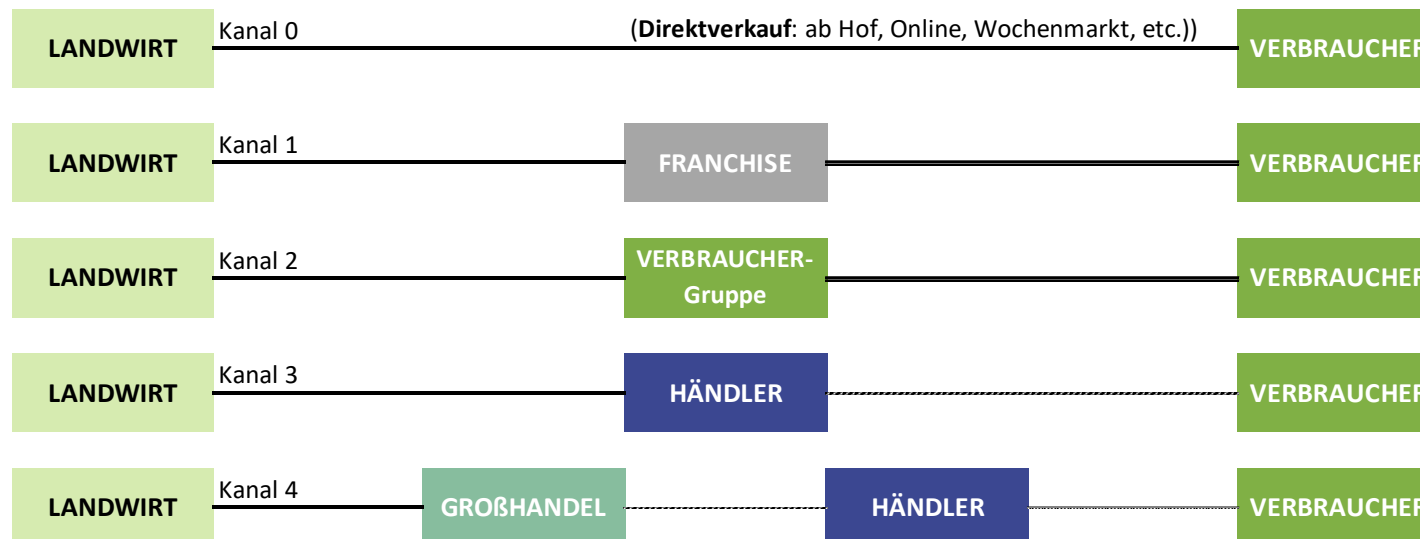 LANDWIRT Kanal 0 (Direktverkauf: ab Hof, Online, Wochenmarkt, etc.)) VERBRAUCHER
LANDWIRT Kanal 1 FRANCHISE VERBRAUCHER
LANDWIRT Kanal 2 VERBRAUCHER-
Gruppe VERBRAUCHER
LANDWIRT Kanal 3 HÄNDLER VERBRAUCHER
LANDWIRT Kanal 4 GROßHANDEL HÄNDLER VERBRAUCHER